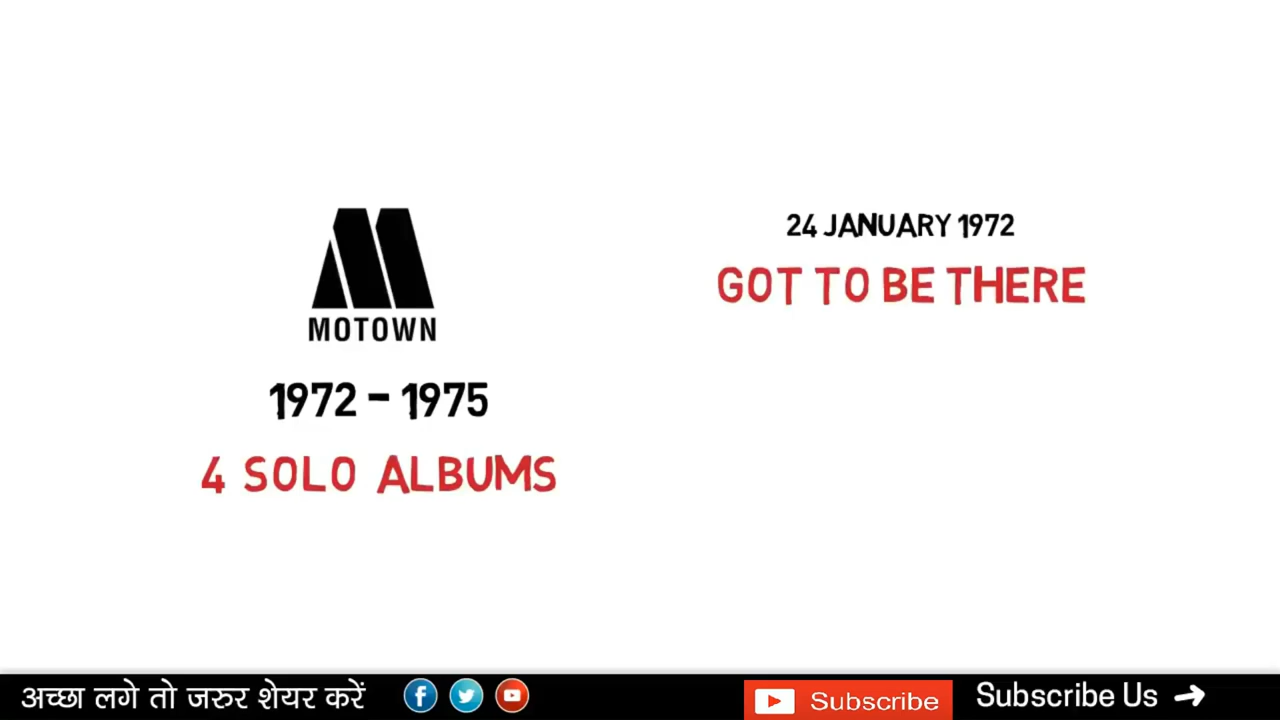 MOTOWN
1972 - 1975
4 SOLO ALBUMS
24 JANUARY 1972
GOT TO BE THERE
अच्छा लगे तो जरुर शेयर करें
Subscribe
Subscribe Us →